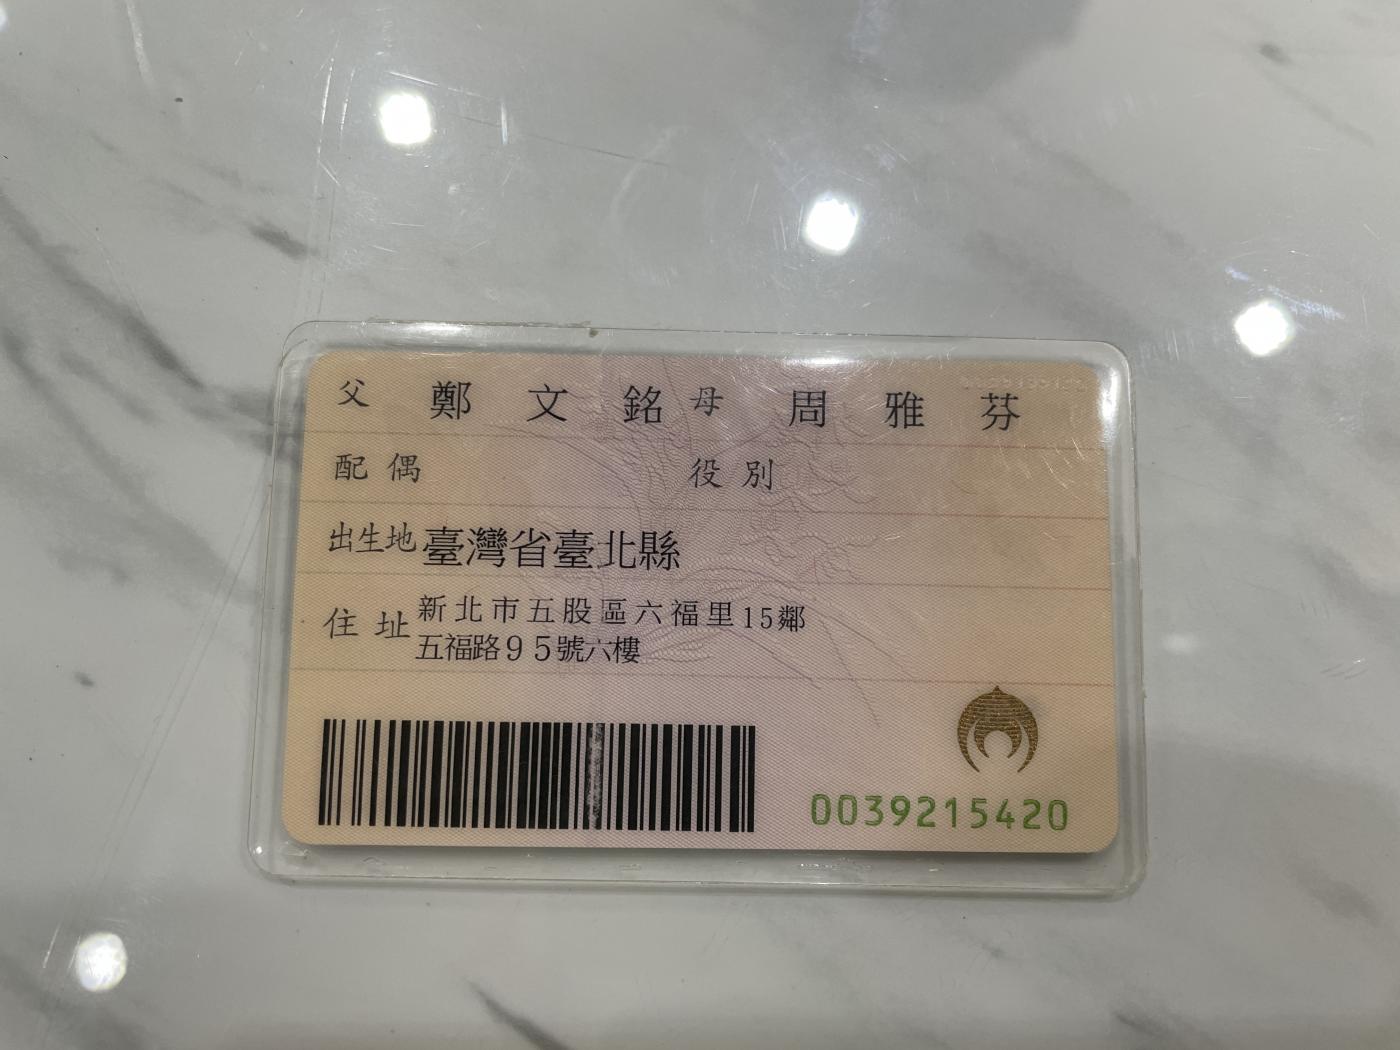 父 鄭文銘 母 周雅芬
配偶 役別
出生地 臺灣省臺北縣
住址 新北市五股區六福里15鄰
五福路95號六樓
0039215420